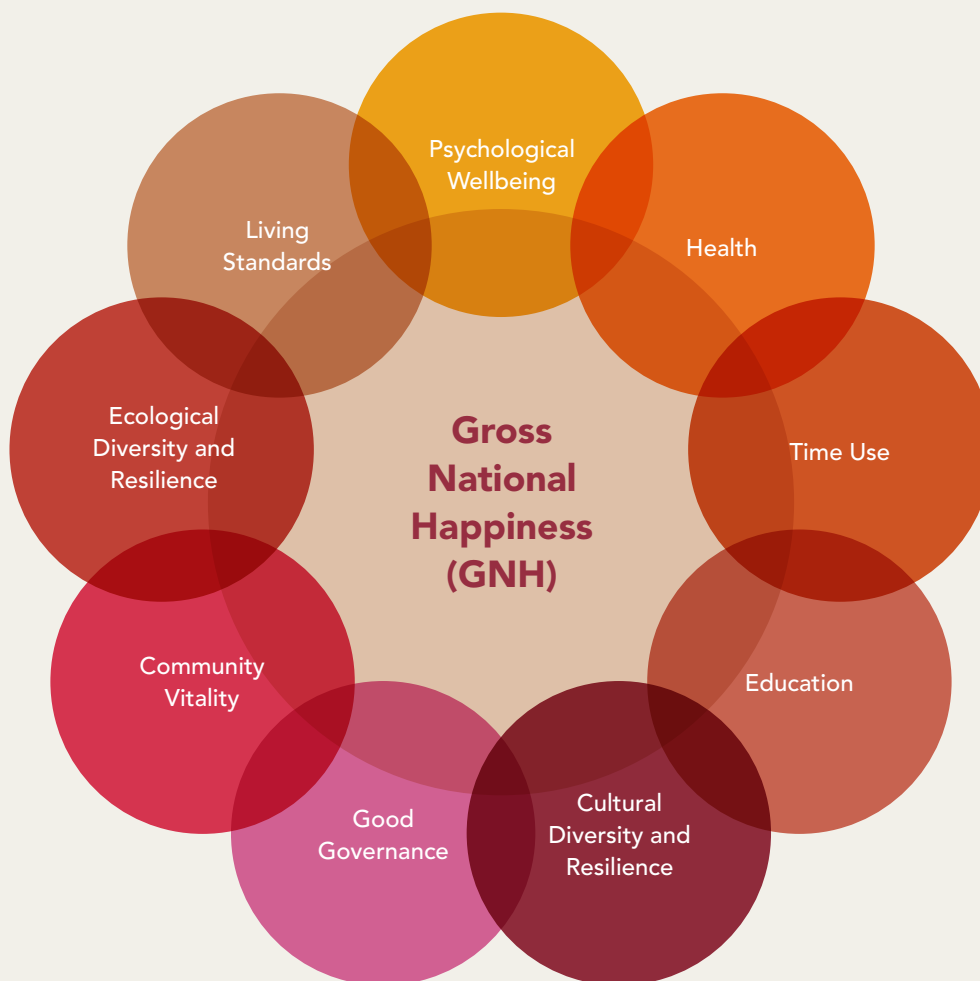 Psychological
Wellbeing
Health
Time Use
Education
Cultural
Diversity and
Resilience
Good
Governance
Community
Vitality
Ecological
Diversity and
Resilience
Living
Standards
Gross
National
Happiness
(GNH)